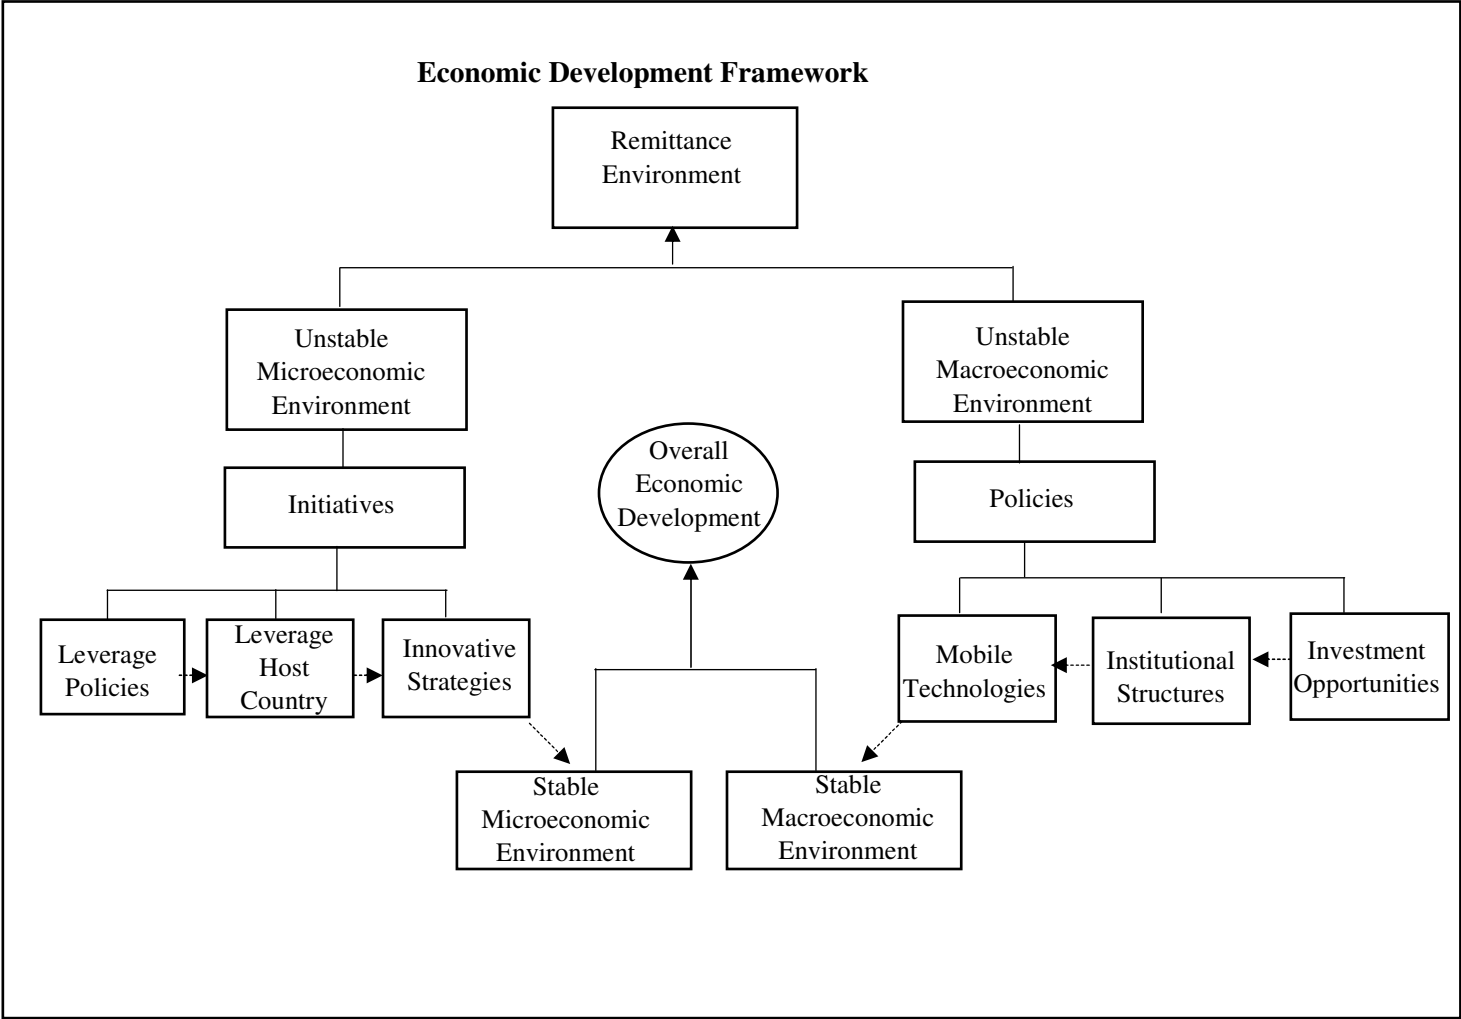 Economic Development Framework
Remittance
Environment
Unstable
Microeconomic
Environment
Unstable
Macroeconomic
Environment
Initiatives
Overall
Economic
Development
Policies
Leverage
Policies
Leverage
Host
Country
Innovative
Strategies
Mobile
Technologies
Institutional
Structures
Investment
Opportunities
Stable
Microeconomic
Environment
Stable
Macroeconomic
Environment